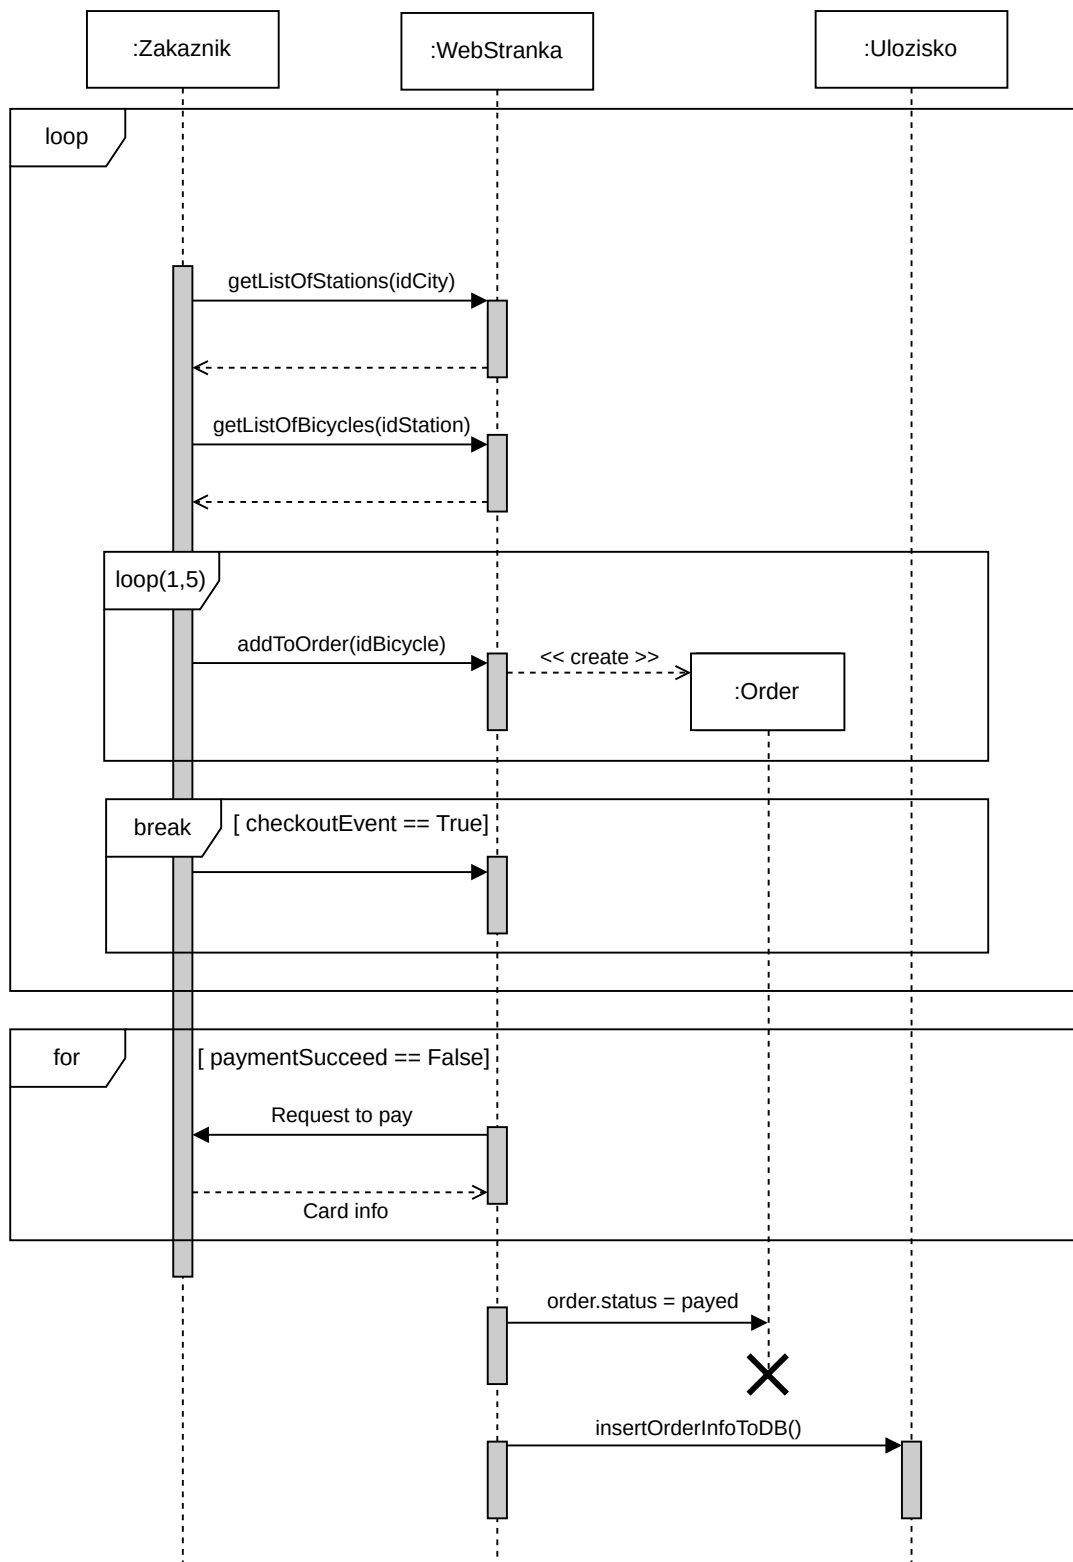 :Zakaznik
:WebStranka
:Ulozisko
loop
getListOfStations(idCity)
getListOfBicycles(idStation)
loop(1,5)
addToOrder(idBicycle)
<< create >>
:Order
break
[ checkoutEvent == True]
for
[ paymentSucceed == False]
Request to pay
Card info
order.status = payed
insertOrderInfoToDB()